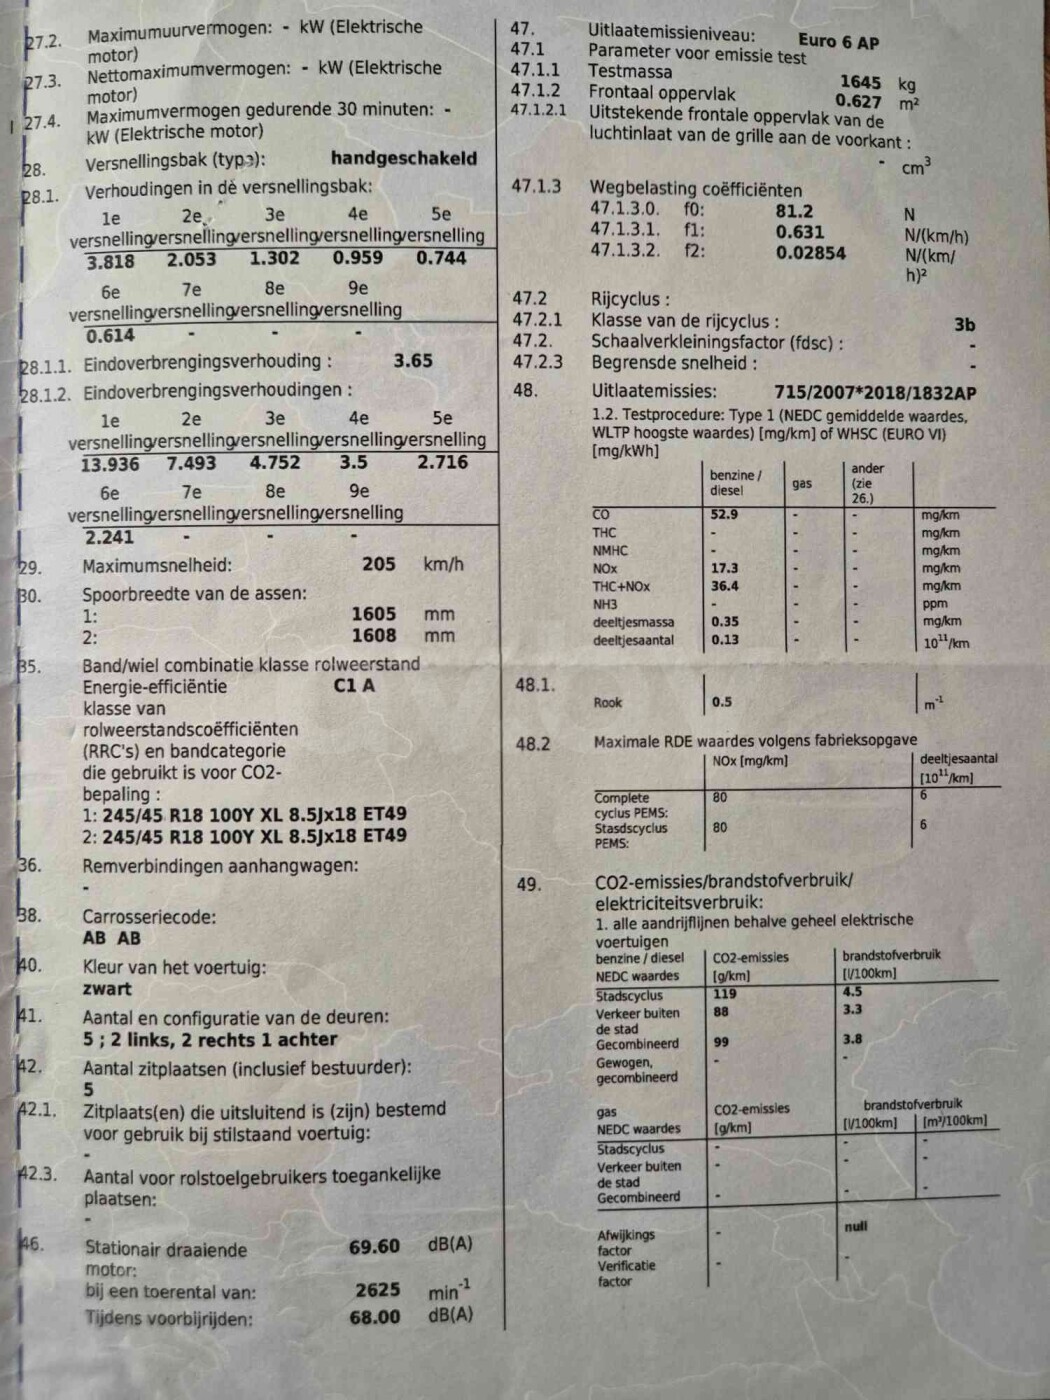 27.2. Maximumuurvermogen: - kW (Elektrische
motor)
27.3. Nettomaximumvermogen: - kW (Elektrische
motor)
27.4. Maximumvermogen gedurende 30 minuten: -
kW (Elektrische motor)
28. Versnellingsbak (type): handgeschakeld
28.1. Verhoudingen in de versnellingsbak:
1e 2e 3e 4e 5e
versnelling versnelling versnelling versnelling versnelling
3.818 2.053 1.302 0.959 0.744
6e 7e 8e 9e
versnelling versnelling versnelling versnelling
0.614 - - -
28.1.1. Eindoverbrengingsverhouding : 3.65
28.1.2. Eindoverbrengingsverhoudingen :
1e 2e 3e 4e 5e
versnelling versnelling versnelling versnelling versnelling
13.936 7.493 4.752 3.5 2.716
6e 7e 8e 9e
versnelling versnelling versnelling versnelling
2.241 - - -
29. Maximumsnelheid: 205 km/h
30. Spoorbreedte van de assen:
1: 1605 mm
2: 1608 mm
35. Band/wiel combinatie klasse rolweerstand
Energie-efficiëntie C1 A
klasse van
rolweerstandscoëfficiënten
(RRC's) en bandcategorie
die gebruikt is voor CO2-
bepaling :
1: 245/45 R18 100Y XL 8.5Jx18 ET49
2: 245/45 R18 100Y XL 8.5Jx18 ET49
36. Remverbindingen aanhangwagen:
-
38. Carrosseriecode:
AB AB
40. Kleur van het voertuig:
zwart
41. Aantal en configuratie van de deuren:
5 ; 2 links, 2 rechts 1 achter
42. Aantal zitplaatsen (inclusief bestuurder):
5
42.1. Zitplaats(en) die uitsluitend is (zijn) bestemd
voor gebruik bij stilstaand voertuig:
-
42.3. Aantal voor rolstoelgebruikers toegankelijke
plaatsen:
-
46. Stationair draaiende 69.60 dB(A)
motor:
bij een toerental van: 2625 min-1
Tijdens voorbijrijden: 68.00 dB(A)
47. Uitlaatemissieniveau: Euro 6 AP
47.1 Parameter voor emissie test
47.1.1 Testmassa 1645 kg
47.1.2 Frontaal oppervlak 0.627 m²
47.1.2.1 Uitstekende frontale oppervlak van de
luchtinlaat van de grille aan de voorkant :
- cm³
47.1.3 Wegbelasting coëfficiënten
47.1.3.0. f0: 81.2 N
47.1.3.1. f1: 0.631 N/(km/h)
47.1.3.2. f2: 0.02854 N/(km/
h)²
47.2 Rijcyclus :
47.2.1 Klasse van de rijcyclus : 3b
47.2. Schaalverkleiningsfactor (fdsc) : -
47.2.3 Begrensde snelheid : -
48. Uitlaatemissies: 715/2007*2018/1832AP
1.2. Testprocedure: Type 1 (NEDC gemiddelde waardes,
WLTP hoogste waardes) [mg/km] of WHSC (EURO VI)
[mg/kWh]
benzine / diesel gas ander (zie 26.)
CO 52.9 - - mg/km
THC - - - mg/km
NMHC - - - mg/km
NOx 17.3 - - mg/km
THC+NOx 36.4 - - mg/km
NH3 - - - ppm
deeltjesmassa 0.35 - - mg/km
deeltjesaantal 0.13 - - 10¹¹/km
48.1. Rook 0.5 m-1
48.2 Maximale RDE waardes volgens fabrieksopgave
NOx [mg/km] deeltjesaantal
[10¹¹/km]
Complete 80 6
cyclus PEMS:
Stasdscyclus 80 6
PEMS:
49. CO2-emissies/brandstofverbruik/
elektriciteitsverbruik:
1. alle aandrijflijnen behalve geheel elektrische
voertuigen
benzine / diesel CO2-emissies brandstofverbruik
NEDC waardes [g/km] [l/100km]
Stadscyclus 119 4.5
Verkeer buiten 88 3.3
de stad
Gecombineerd 99 3.8
Gewogen, - -
gecombineerd
gas CO2-emissies brandstofverbruik
NEDC waardes [g/km] [l/100km] [m³/100km]
Stadscyclus - - -
Verkeer buiten - - -
de stad
Gecombineerd - - -
Afwijkings - null
factor
Verificatie - -
factor